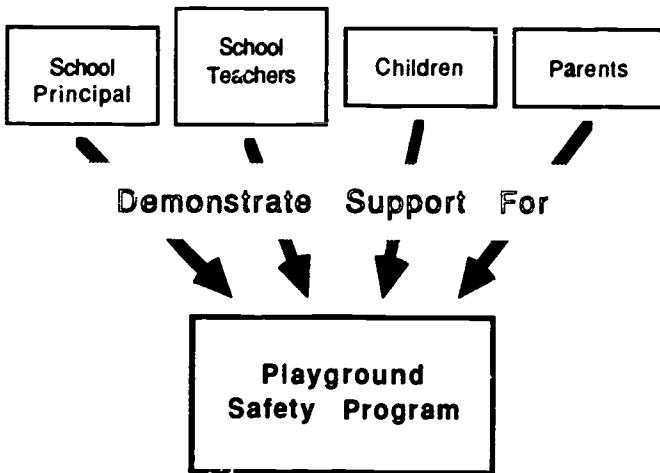 School
Principal
School
Teachers
Children
Parents
Demonstrate Support For
Playground
Safety Program